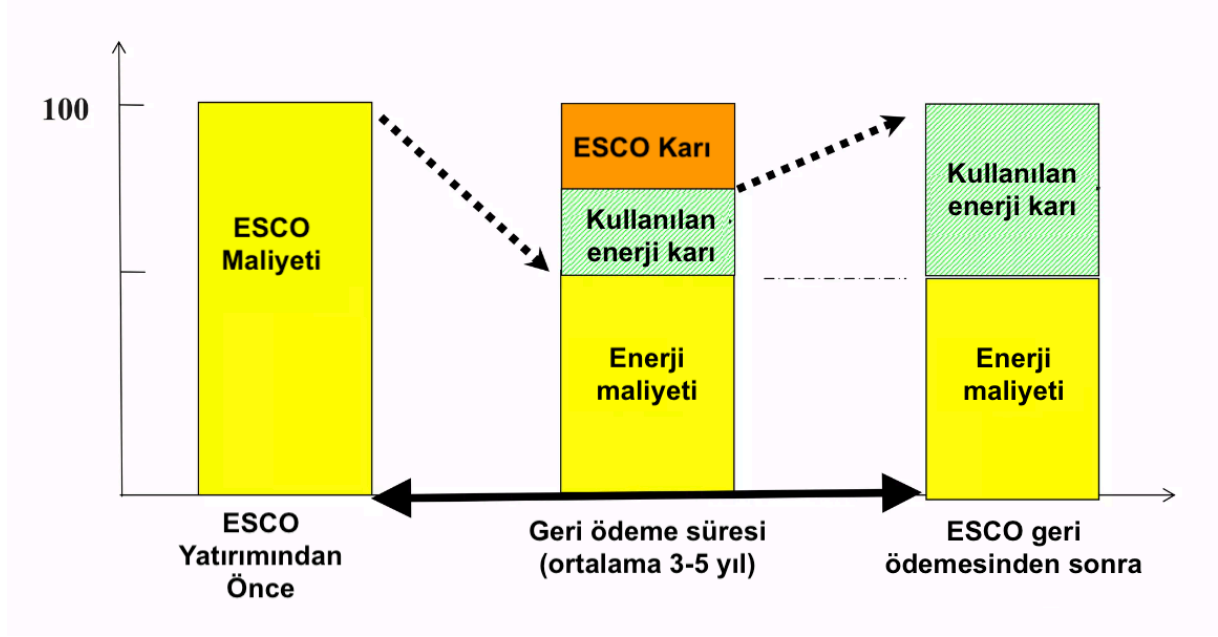 100
ESCO
Maliyeti
ESCO Karı
Kullanılan
enerji karı
Enerji
maliyeti
Kullanılan
enerji karı
Enerji
maliyeti
ESCO
Yatırımından
Önce
Geri ödeme süresi
(ortalama 3-5 yıl)
ESCO geri
ödemesinden sonra